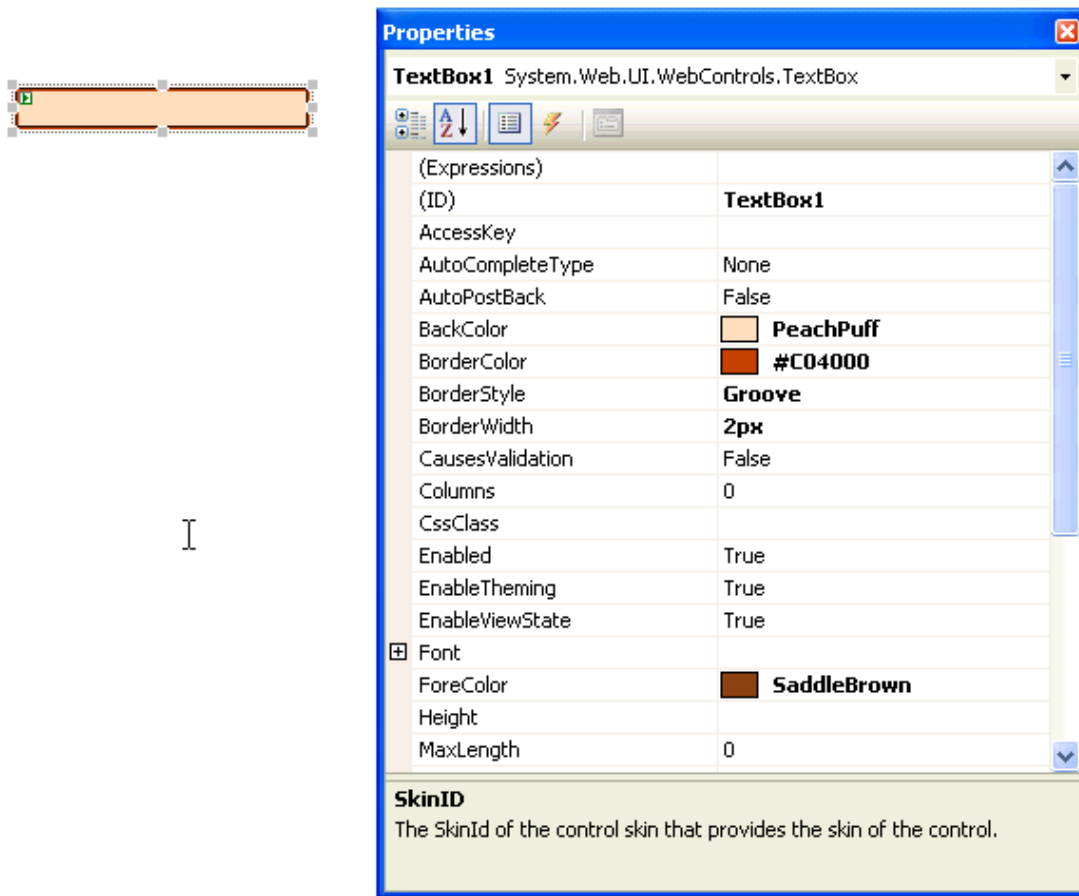 Properties
TextBox1 System.Web.UI.WebControls.TextBox
A
Z
(Expressions)
(ID) TextBox1
AccessKey
AutoCompleteType None
AutoPostBack False
BackColor PeachPuff
BorderColor #C04000
BorderStyle Groove
BorderWidth 2px
CausesValidation False
Columns 0
CssClass
Enabled True
EnableTheming True
EnableViewState True
Font
ForeColor SaddleBrown
Height
MaxLength 0
SkinID
The SkinId of the control skin that provides the skin of the control.